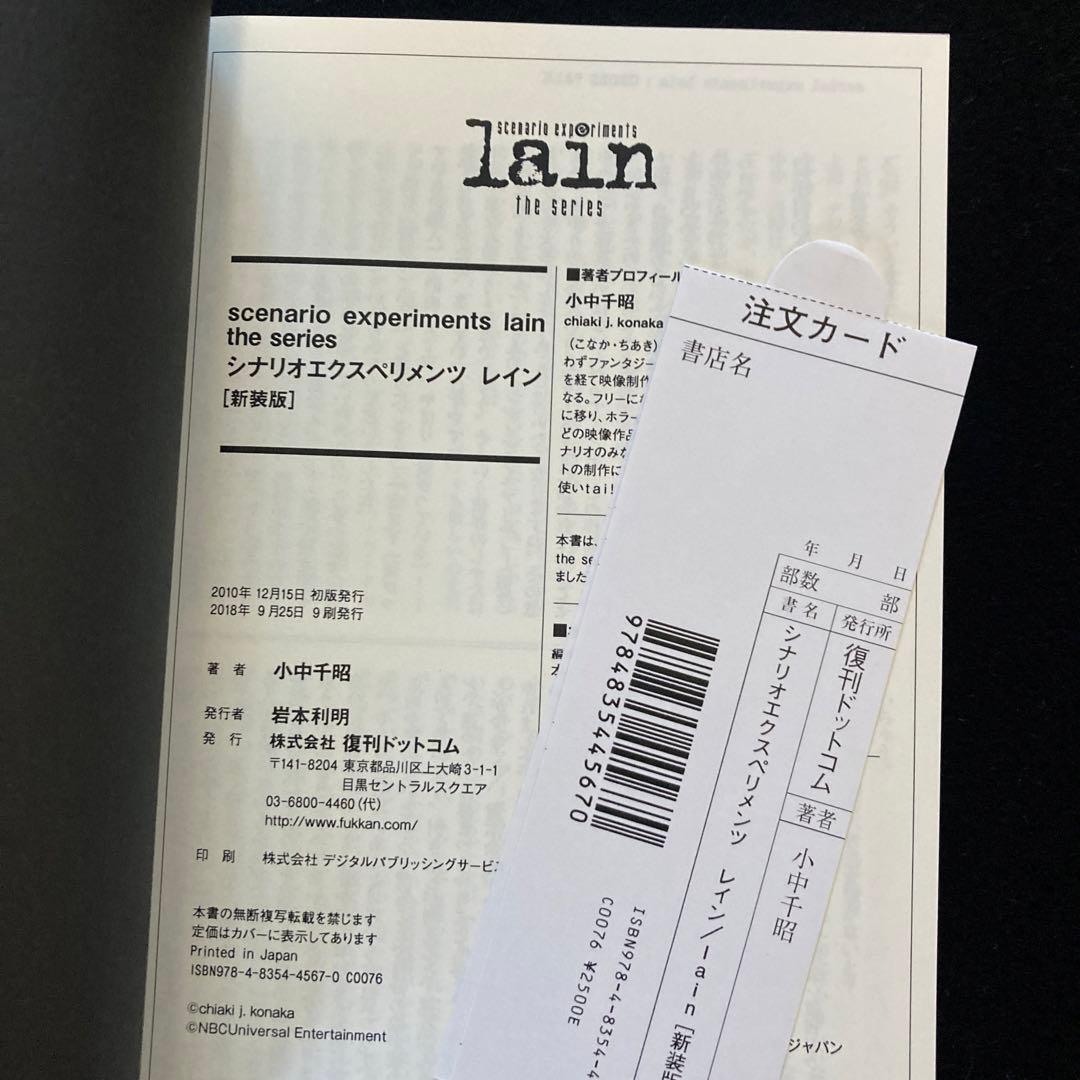 scenario experiments
lain
the series
scenario experiments lain
the series
シナリオエクスペリメンツ レイン
［新装版］
2010年 12月15日 初版発行
2018年 9月25日 9刷発行
著 者 小中千昭
発行者 岩本利明
発 行 株式会社 復刊ドットコム
〒141-8204 東京都品川区上大崎3-1-1
目黒セントラルスクエア
03-6800-4460(代)
http://www.fukkan.com/
印 刷 株式会社 デジタルパブリッシングサービス
本書の無断複写転載を禁じます
定価はカバーに表示してあります
Printed in Japan
ISBN978-4-8354-4567-0 C0076
©chiaki j. konaka
©NBCUniversal Entertainment
■著者プロフィール
小中千昭
chiaki j. konaka
(こなか・ちあき)
わずファンタジー
を経て映像制作
なる。フリーに
に移り、ホラー
どの映像作品
ナリオのみな
トの制作に
使いtai!
本書は、
the se
ました
■
編
ジャパン
注文カード
書店名
年 月 日
部数 部
書名
シナリオエクスペリメンツ レイン／lain［新装版
発行所
復刊ドットコム
著者
小中千昭
9784835445670
ISBN978-4-8354-4
C0076 ¥2500E